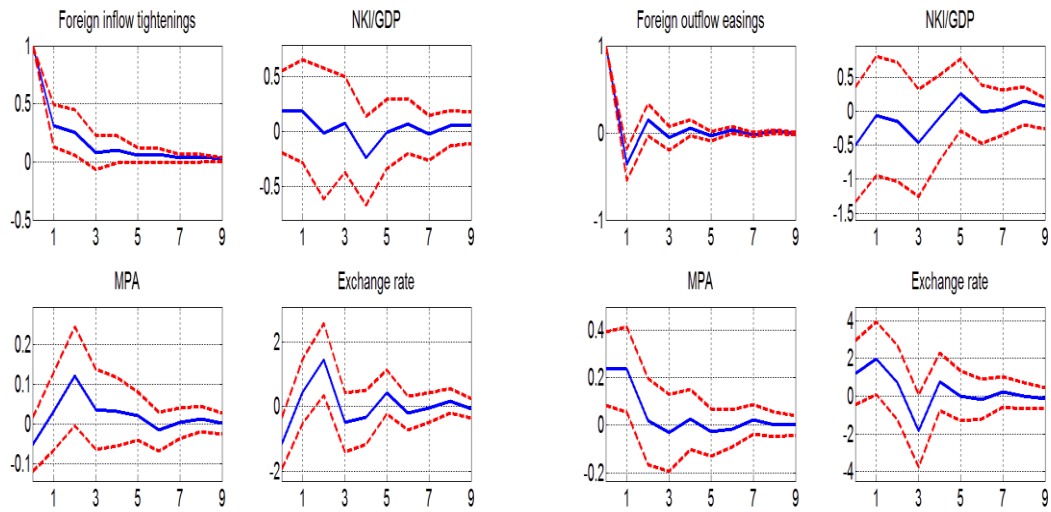 Foreign inflow tightenings
NKI/GDP
Foreign outflow easings
NKI/GDP
1
0.5
0
-0.5
1 3 5 7 9
0.5
0
-0.5
1 3 5 7 9
1
0
-1
1 3 5 7 9
0.5
0
-0.5
-1
-1.5
1 3 5 7 9
MPA
Exchange rate
MPA
Exchange rate
0.2
0.1
0
-0.1
1 3 5 7 9
2
0
-2
1 3 5 7 9
0.4
0.2
0
-0.2
1 3 5 7 9
4
2
0
-2
-4
1 3 5 7 9